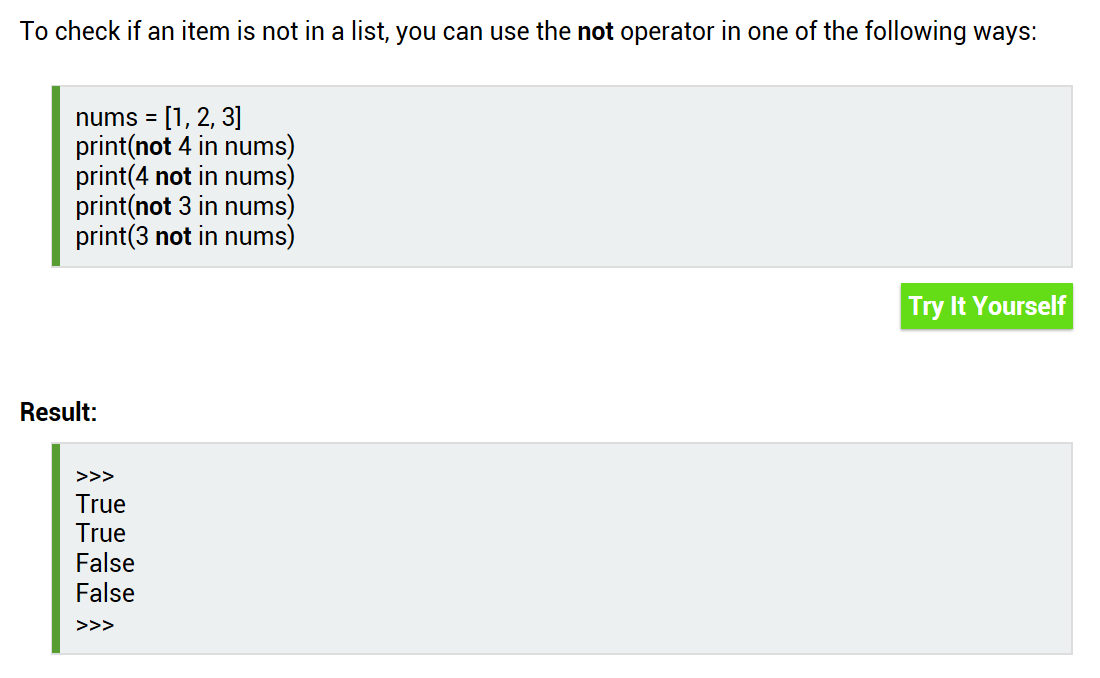 To check if an item is not in a list, you can use the not operator in one of the following ways:
nums = [1, 2, 3]
print(not 4 in nums)
print(4 not in nums)
print(not 3 in nums)
print(3 not in nums)
Try It Yourself
Result:
>>>
True
True
False
False
>>>